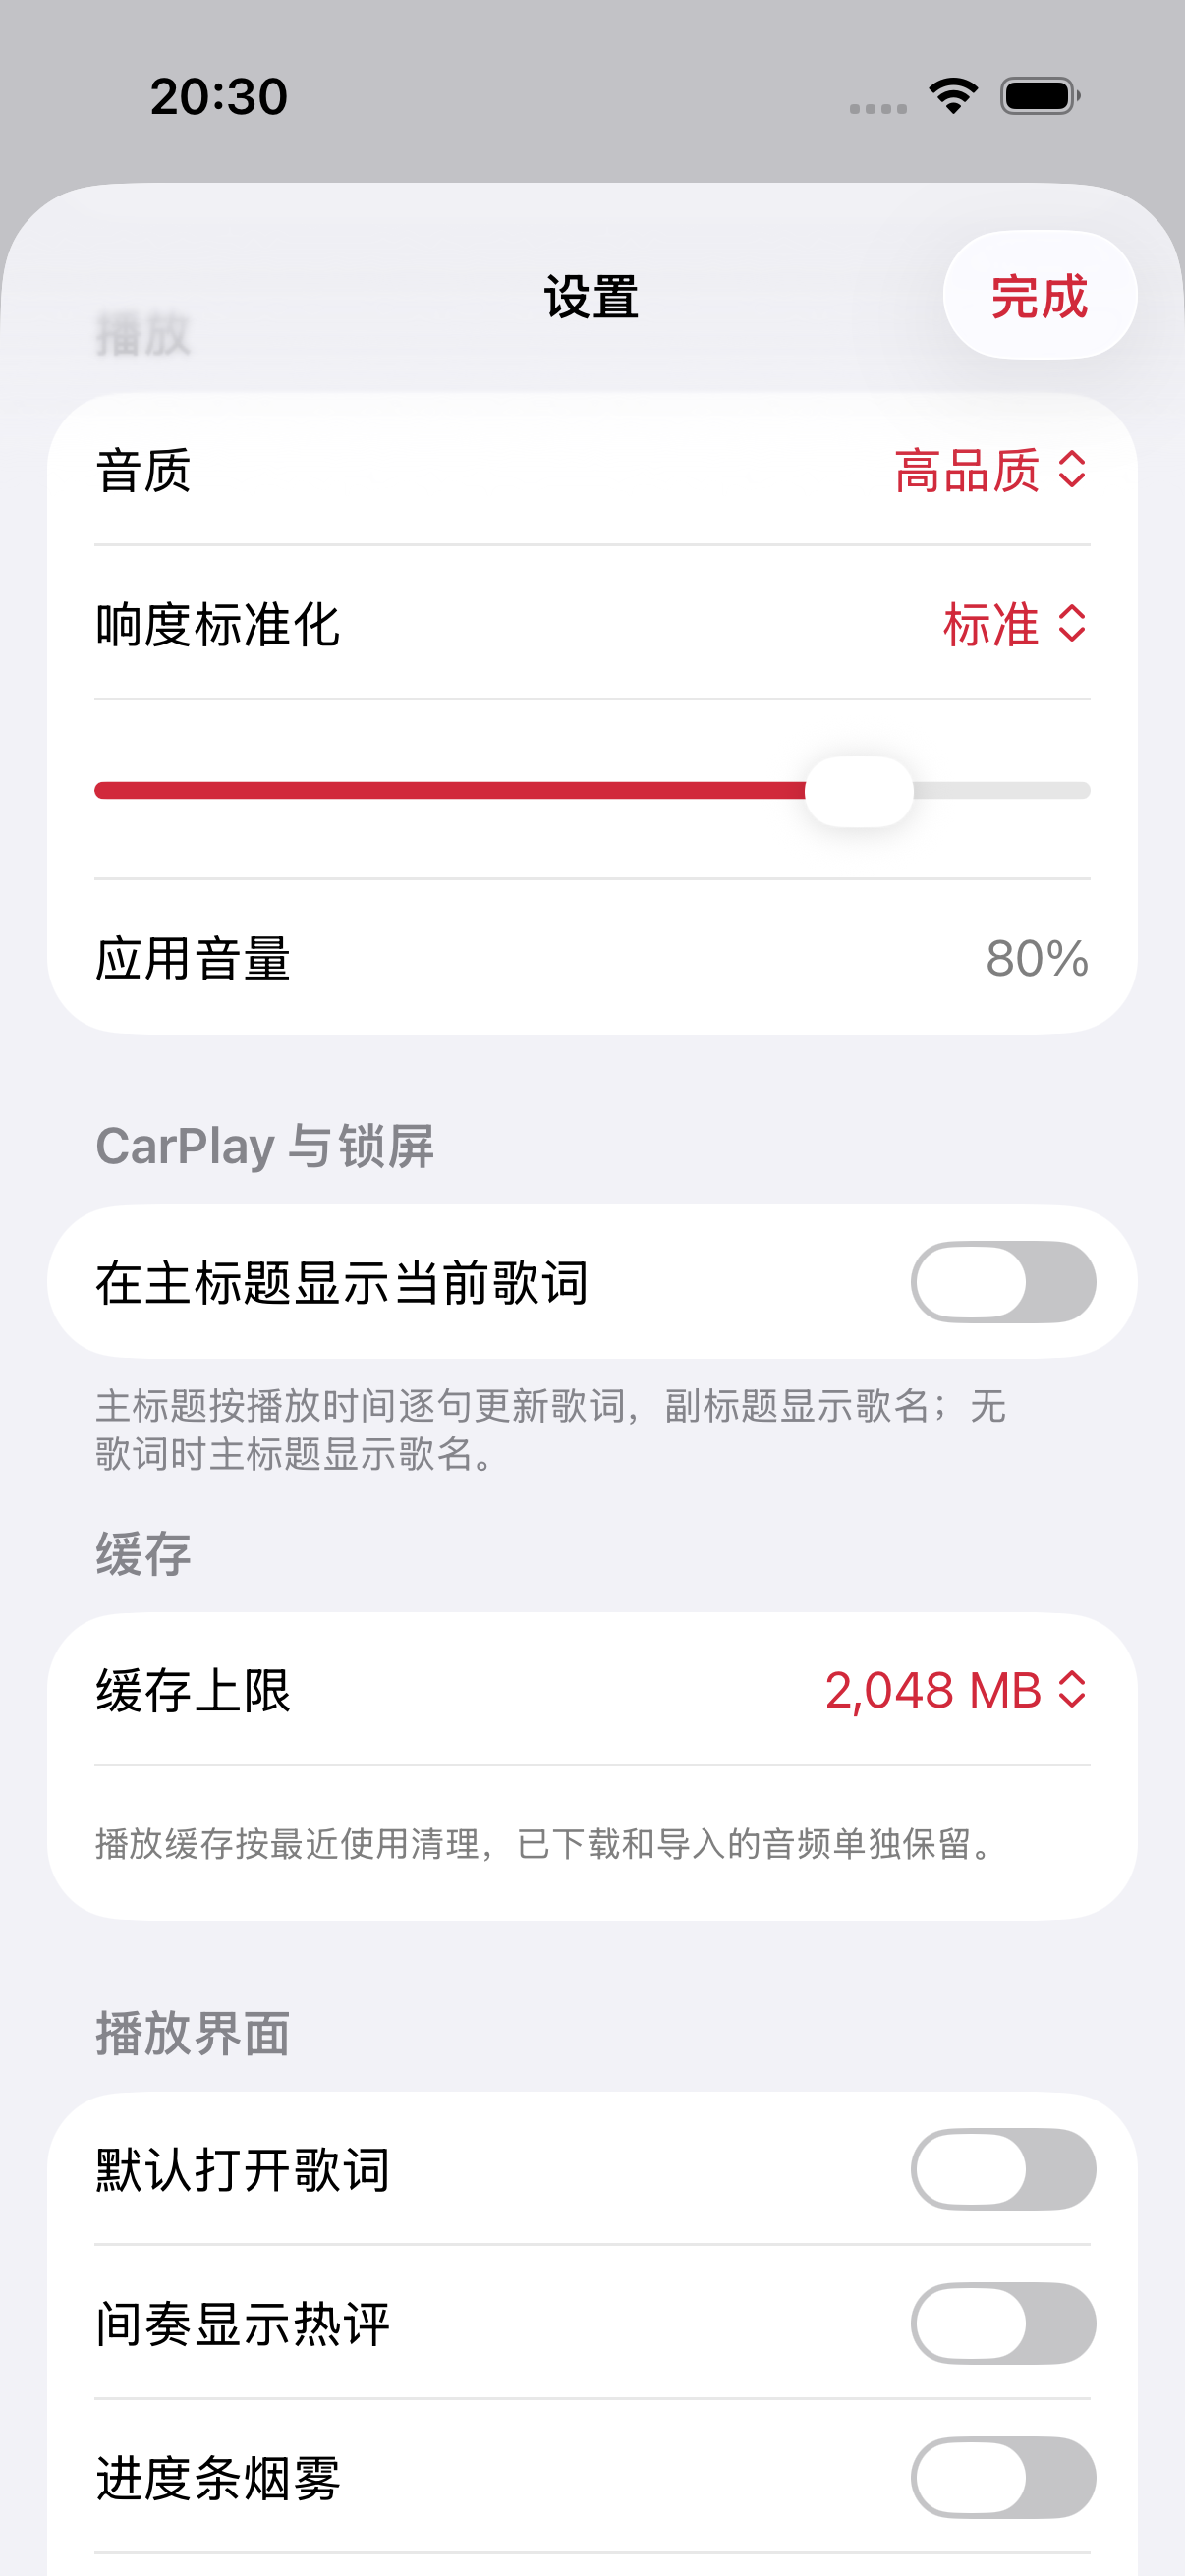 20:30
设置
完成
播放
音质
高品质
响度标准化
标准
应用音量
80%
CarPlay 与锁屏
在主标题显示当前歌词
主标题按播放时间逐句更新歌词，副标题显示歌名；无
歌词时主标题显示歌名。
缓存
缓存上限
2,048 MB
播放缓存按最近使用清理，已下载和导入的音频单独保留。
播放界面
默认打开歌词
间奏显示热评
进度条烟雾